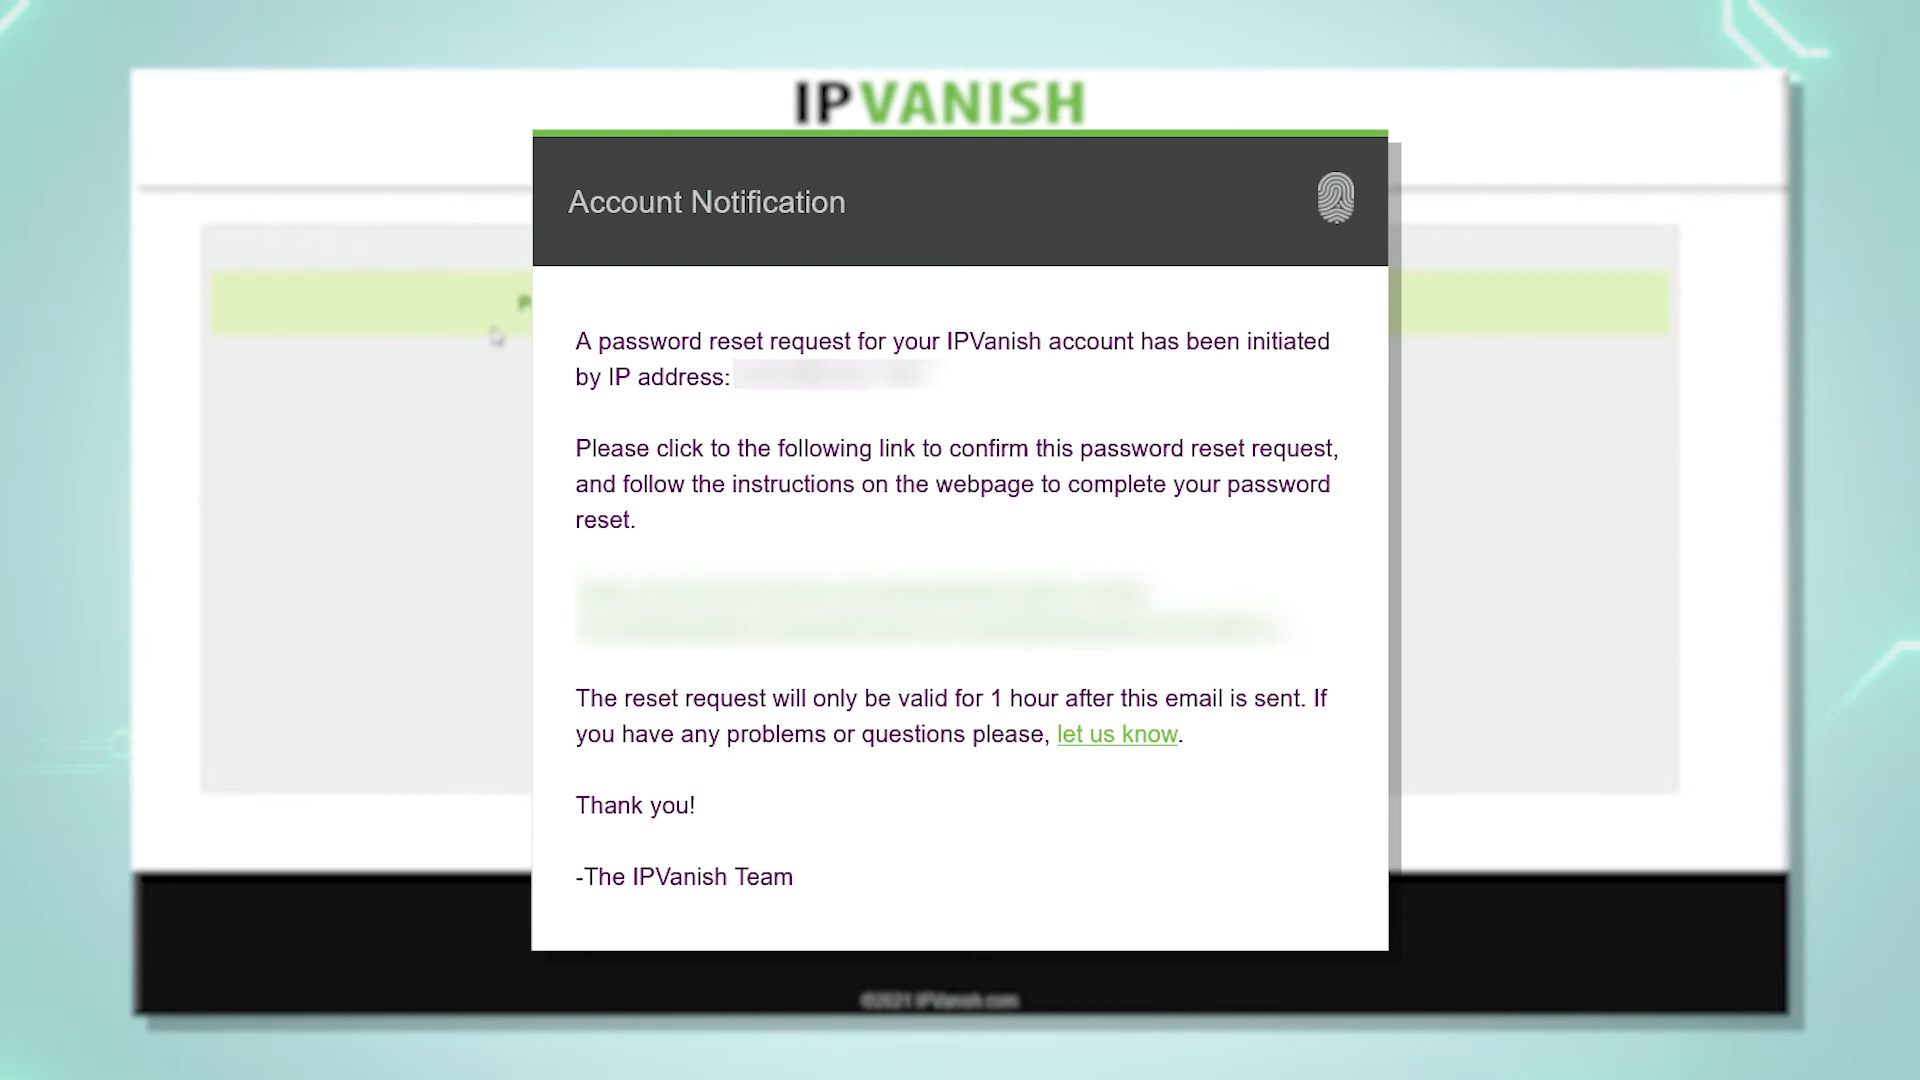 IPVANISH
Account Notification
A password reset request for your IPVanish account has been initiated
by IP address:
Please click to the following link to confirm this password reset request,
and follow the instructions on the webpage to complete your password
reset.
The reset request will only be valid for 1 hour after this email is sent. If
you have any problems or questions please, let us know.
Thank you!
-The IPVanish Team
©2021 IPVanish.com